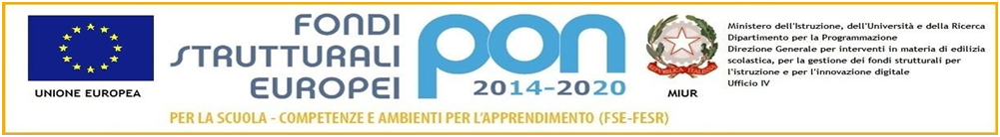 UNIONE EUROPEA
FONDI
STRUTTURALI
EUROPEI
pon
2014-2020
PER LA SCUOLA - COMPETENZE E AMBIENTI PER L'APPRENDIMENTO (FSE-FESR)
REPUBBLICA ITALIANA
MIUR
Ministero dell'Istruzione, dell'Università e della Ricerca
Dipartimento per la Programmazione
Direzione Generale per interventi in materia di edilizia
scolastica, per la gestione dei fondi strutturali per
l'istruzione e per l'innovazione digitale
Ufficio IV